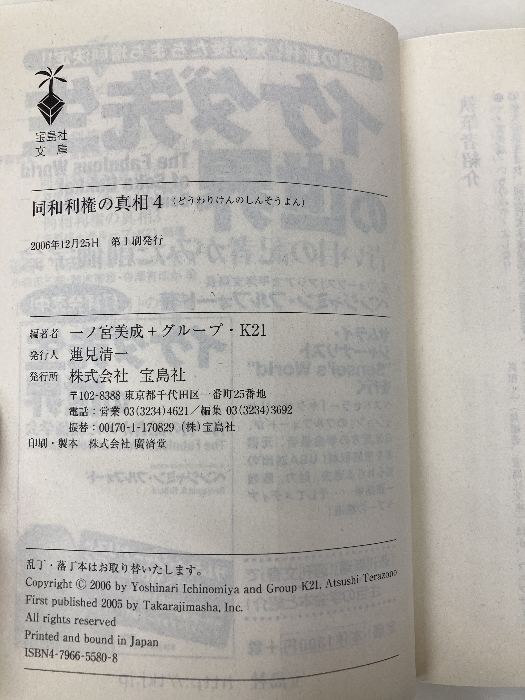 宝島社
文庫
同和利権の真相4 (どうわりけんのしんそうよん)
2006年12月25日 第1刷発行
編著者 一ノ宮美成+グループ・K21
発行人 蓮見清一
発行所 株式会社 宝島社
〒102-8388 東京都千代田区一番町25番地
電話:営業 03(3234)4621/編集 03(3234)3692
振替:00170-1-170829 (株)宝島社
印刷・製本 株式会社 廣済堂
乱丁・落丁本はお取り替いたします。
Copyright © 2006 by Yoshinari Ichinomiya and Group K21, Atsushi Terazono
First published 2005 by Takarajimasha, Inc.
All rights reserved
Printed and bound in Japan
ISBN4-7966-5580-8